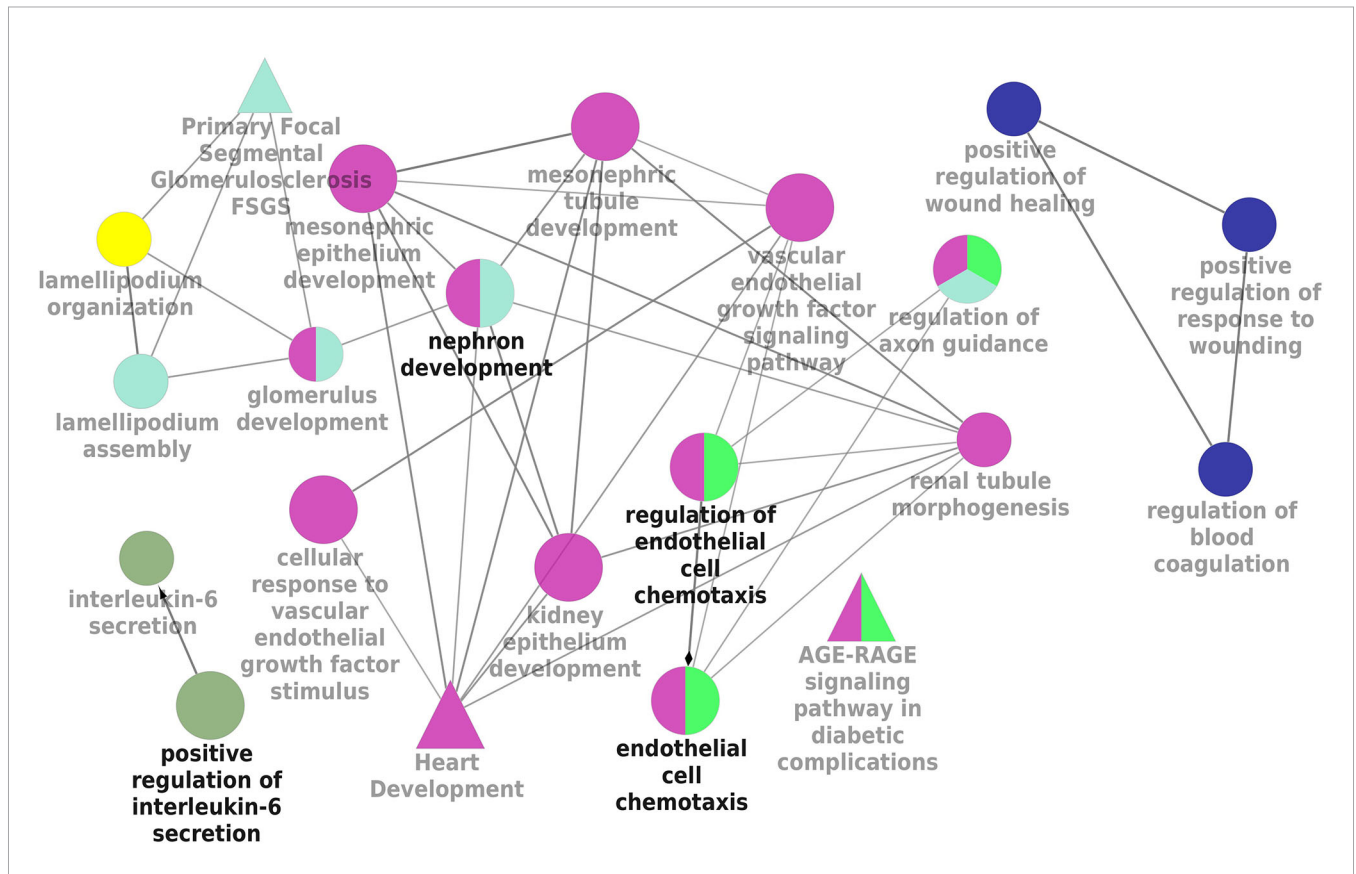 Primary Focal
Segmental
Glomerulosclerosis
FSGS
mesonephric
epithelium
development
mesonephric
tubule
development
vascular
endothelial
growth factor
signaling
pathway
positive
regulation of
wound healing
positive
regulation of
response to
wounding
regulation of
axon guidance
lamellipodium
organization
nephron
development
glomerulus
development
lamellipodium
assembly
renal tubule
morphogenesis
regulation of
blood
coagulation
regulation of
endothelial
cell
chemotaxis
cellular
response to
vascular
endothelial
growth factor
stimulus
interleukin-6
secretion
kidney
epithelium
development
AGE-RAGE
signaling
pathway in
diabetic
complications
positive
regulation of
interleukin-6
secretion
Heart
Development
endothelial
cell
chemotaxis